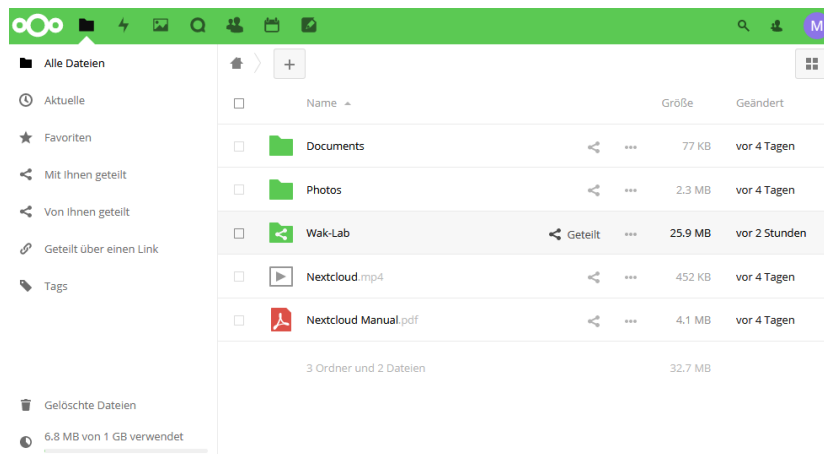 M
Alle Dateien
Aktuelle
Favoriten
Mit Ihnen geteilt
Von Ihnen geteilt
Geteilt über einen Link
Tags
Gelöschte Dateien
6.8 MB von 1 GB verwendet
+
Name Größe Geändert
Documents 77 KB vor 4 Tagen
Photos 2.3 MB vor 4 Tagen
Wak-Lab Geteilt 25.9 MB vor 2 Stunden
Nextcloud.mp4 452 KB vor 4 Tagen
Nextcloud Manual.pdf 4.1 MB vor 4 Tagen
3 Ordner und 2 Dateien 32.7 MB